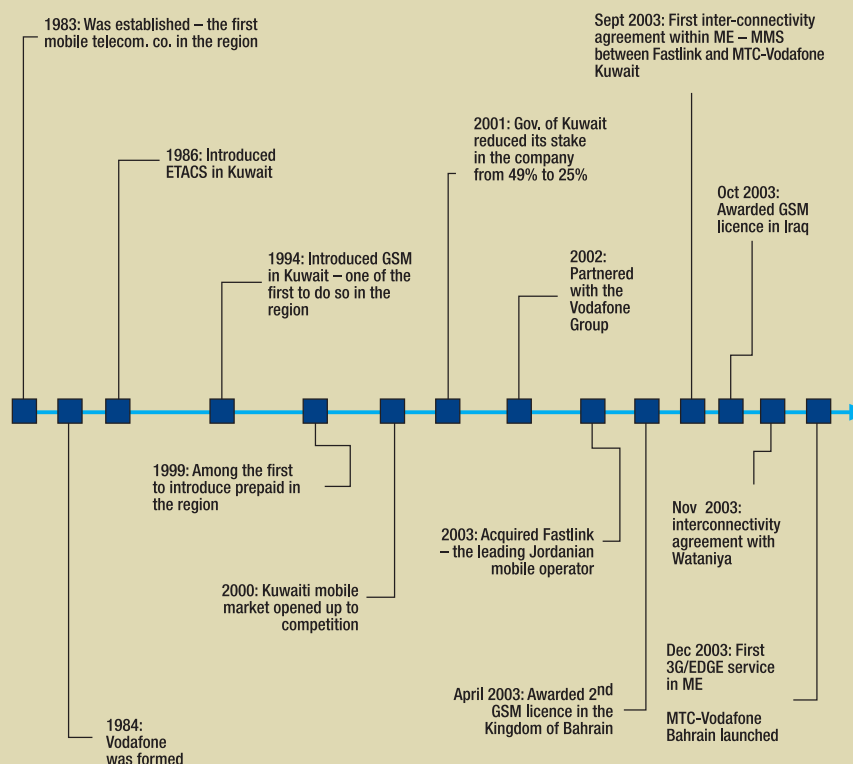 1983: Was established – the first
mobile telecom. co. in the region
Sept 2003: First inter-connectivity
agreement within ME – MMS
between Fastlink and MTC-Vodafone
Kuwait
1986: Introduced
ETACS in Kuwait
2001: Gov. of Kuwait
reduced its stake
in the company
from 49% to 25%
Oct 2003:
Awarded GSM
licence in Iraq
1994: Introduced GSM
in Kuwait – one of the
first to do so in the
region
2002:
Partnered
with the
Vodafone
Group
1999: Among the first
to introduce prepaid in
the region
2003: Acquired Fastlink
– the leading Jordanian
mobile operator
Nov 2003:
interconnectivity
agreement with
Wataniya
2000: Kuwaiti mobile
market opened up to
competition
Dec 2003: First
3G/EDGE service
in ME
MTC-Vodafone
Bahrain launched
April 2003: Awarded 2nd
GSM licence in the
Kingdom of Bahrain
1984:
Vodafone
was formed